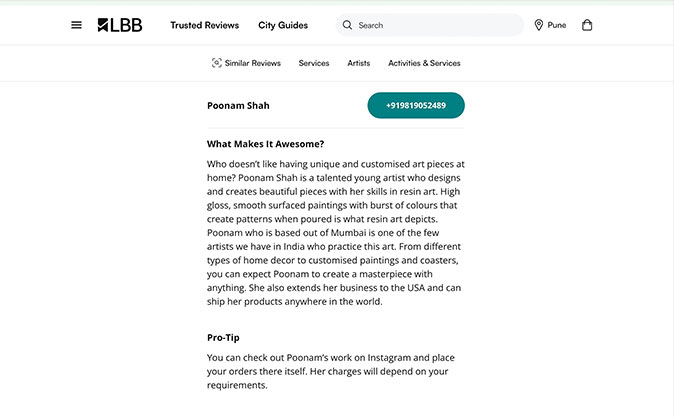 LBB Trusted Reviews City Guides Search Pune
Similar Reviews Services Artists Activities & Services
Poonam Shah +919819052489
What Makes It Awesome?
Who doesn't like having unique and customised art pieces at
home? Poonam Shah is a talented young artist who designs
and creates beautiful pieces with her skills in resin art. High
gloss, smooth surfaced paintings with burst of colours that
create patterns when poured is what resin art depicts.
Poonam who is based out of Mumbai is one of the few
artists we have in India who practice this art. From different
types of home decor to customised paintings and coasters,
you can expect Poonam to create a masterpiece with
anything. She also extends her business to the USA and can
ship her products anywhere in the world.
Pro-Tip
You can check out Poonam's work on Instagram and place
your orders there itself. Her charges will depend on your
requirements.